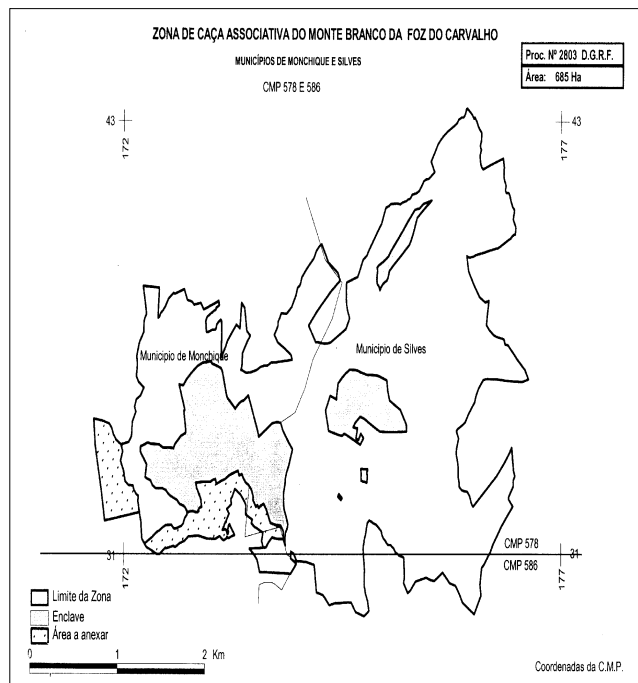 ZONA DE CAÇA ASSOCIATIVA DO MONTE BRANCO DA FOZ DO CARVALHO
MUNICÍPIOS DE MONCHIQUE E SILVES
CMP 578 E 586
Proc. Nº 2803 D.G.R.F.
Área: 685 Ha
43
172
43
177
Municipio de Monchique
Municipio de Silves
31
172
CMP 578
CMP 586
31
177
Limite da Zona
Enclave
Área a anexar
0 1 2 Km
Coordenadas da C.M.P.